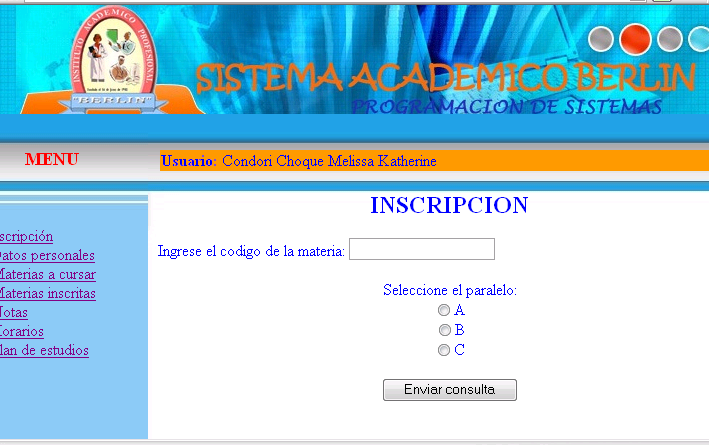 INSTITUTO ACADEMICO PROFESIONAL
"BERLIN"
SISTEMA ACADEMICO BERLIN
PROGRAMACION DE SISTEMAS
MENU
Usuario: Condori Choque Melissa Katherine
INSCRIPCION
nscripción
Datos personales
Materias a cursar
Materias inscritas
Notas
Horarios
lan de estudios
Ingrese el codigo de la materia:
Seleccione el paralelo:
A
B
C
Enviar consulta